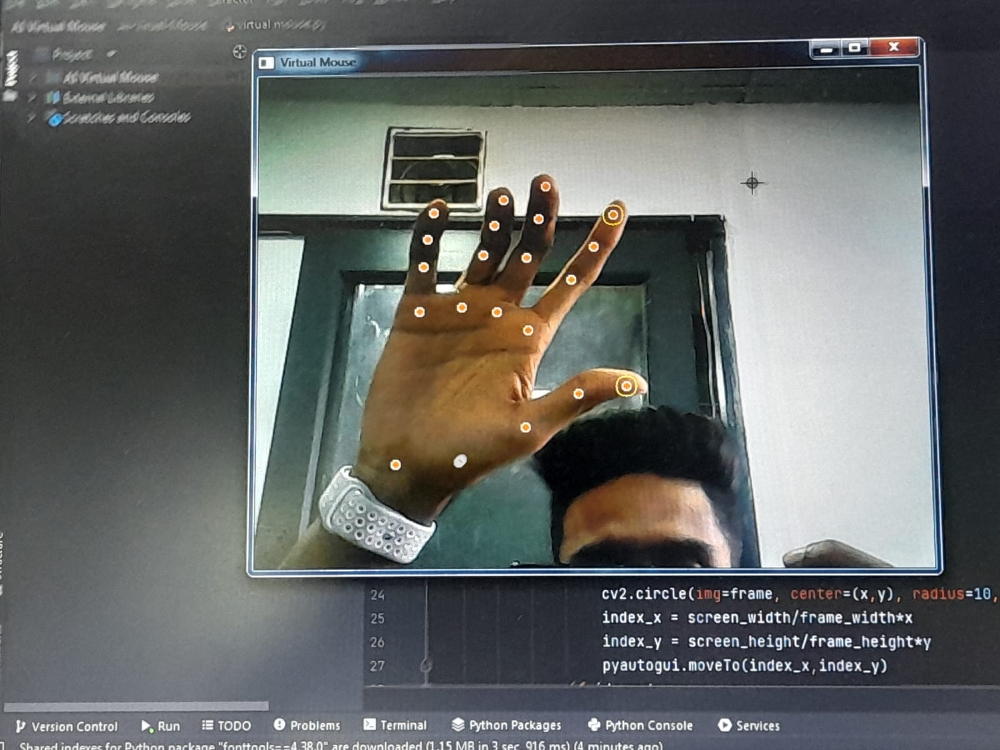 AI Virtual Mouse
virtual mouse.py
Project
Virtual Mouse
AI Virtual Mouse
External Libraries
Scratches and Consoles
24 cv2.circle(img=frame, center=(x,y), radius=10,
25 index_x = screen_width/frame_width*x
26 index_y = screen_height/frame_height*y
27 pyautogui.moveTo(index_x,index_y)
Version Control Run TODO Problems Terminal Python Packages Python Console Services
Shared indexes for Python package "fonttools==4.38.0" are downloaded (1.15 MB in 3 sec, 916 ms) (4 minutes ago)